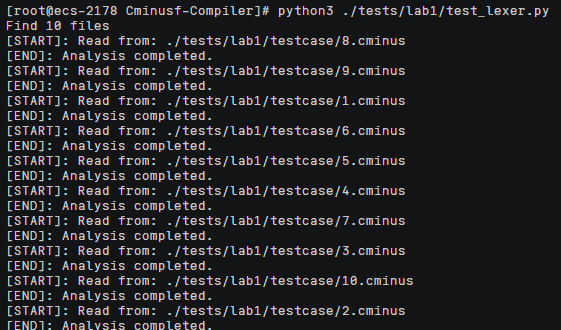 [root@ecs-2178 Cminusf-Compiler]# python3 ./tests/lab1/test_lexer.py
Find 10 files
[START]: Read from: ./tests/lab1/testcase/8.cminus
[END]: Analysis completed.
[START]: Read from: ./tests/lab1/testcase/9.cminus
[END]: Analysis completed.
[START]: Read from: ./tests/lab1/testcase/1.cminus
[END]: Analysis completed.
[START]: Read from: ./tests/lab1/testcase/6.cminus
[END]: Analysis completed.
[START]: Read from: ./tests/lab1/testcase/5.cminus
[END]: Analysis completed.
[START]: Read from: ./tests/lab1/testcase/4.cminus
[END]: Analysis completed.
[START]: Read from: ./tests/lab1/testcase/7.cminus
[END]: Analysis completed.
[START]: Read from: ./tests/lab1/testcase/3.cminus
[END]: Analysis completed.
[START]: Read from: ./tests/lab1/testcase/10.cminus
[END]: Analysis completed.
[START]: Read from: ./tests/lab1/testcase/2.cminus
[END]: Analysis completed.